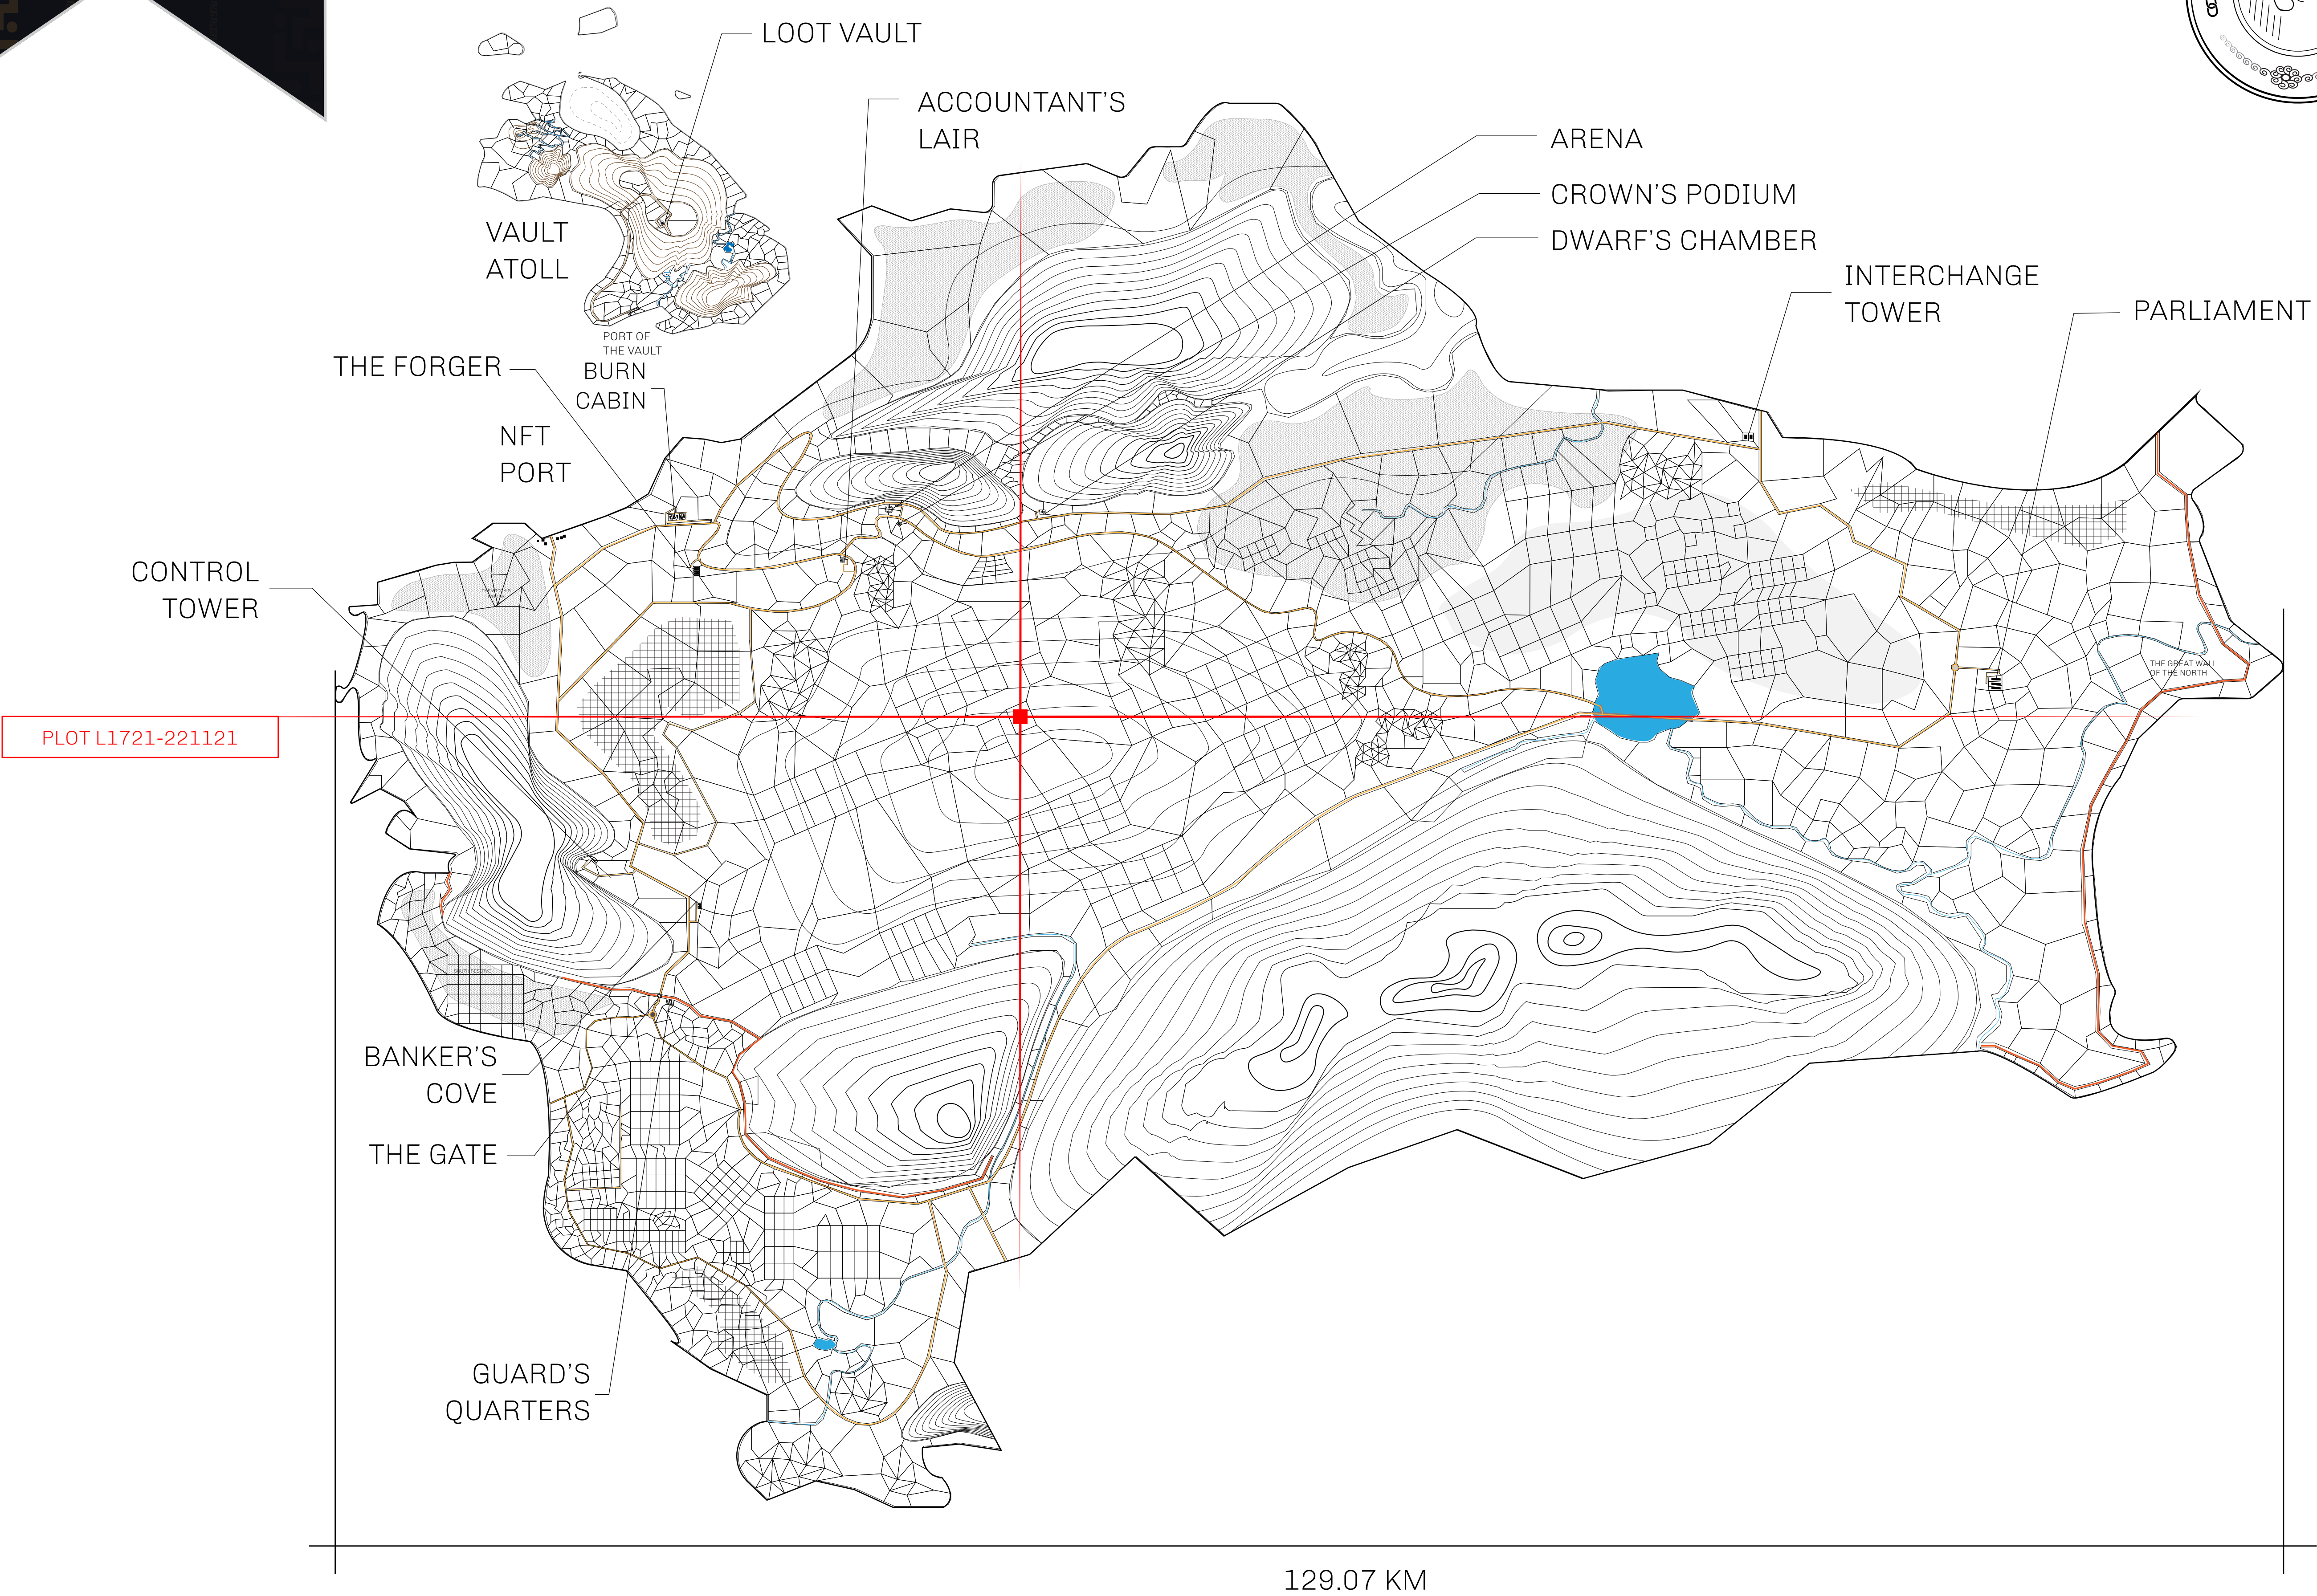 LOOT VAULT
ACCOUNTANT'S
LAIR
ARENA
CROWN'S PODIUM
DWARF'S CHAMBER
VAULT
ATOLL
INTERCHANGE
TOWER
PARLIAMENT
PORT OF
THE VAULT
THE FORGER
BURN
CABIN
NFT
PORT
CONTROL
TOWER
THE GREAT WALL
OF THE NORTH
PLOT L1721-221121
SOUTH RESERVE
BANKER'S
COVE
THE GATE
GUARD'S
QUARTERS
129.07 KM